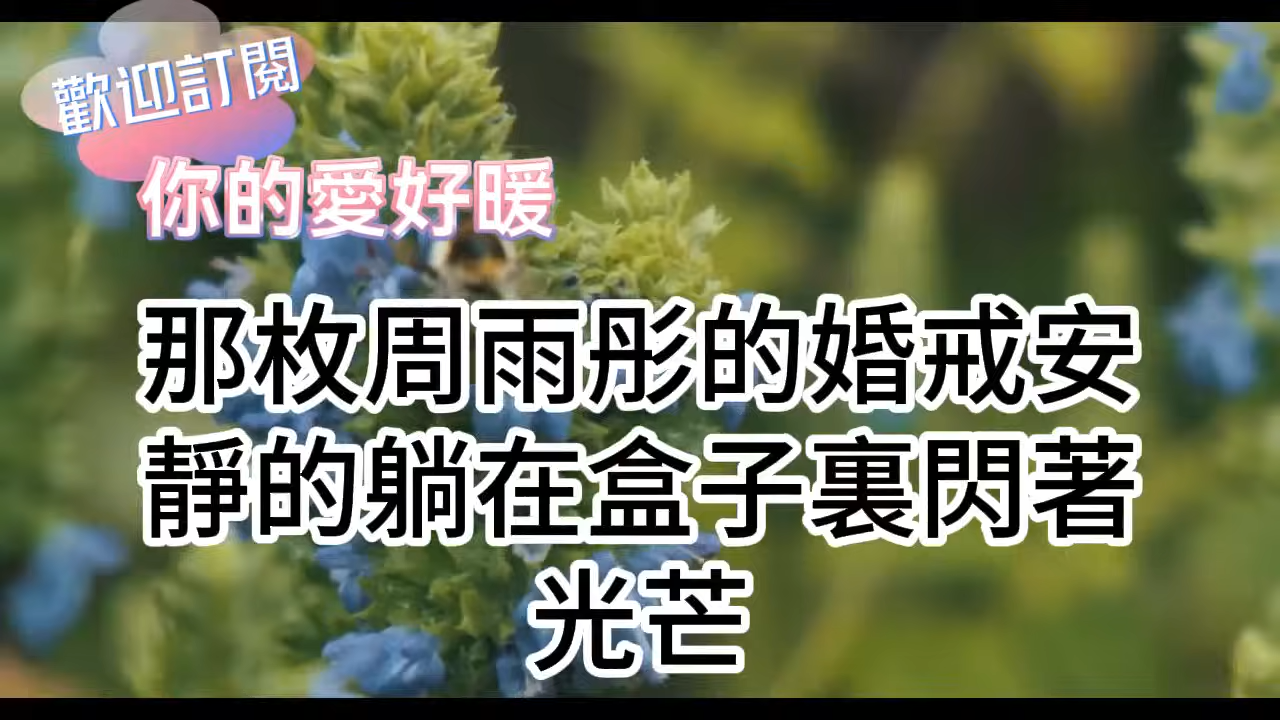 歡迎訂閱
你的愛好暖
那枚周雨彤的婚戒安
靜的躺在盒子裏閃著
光芒